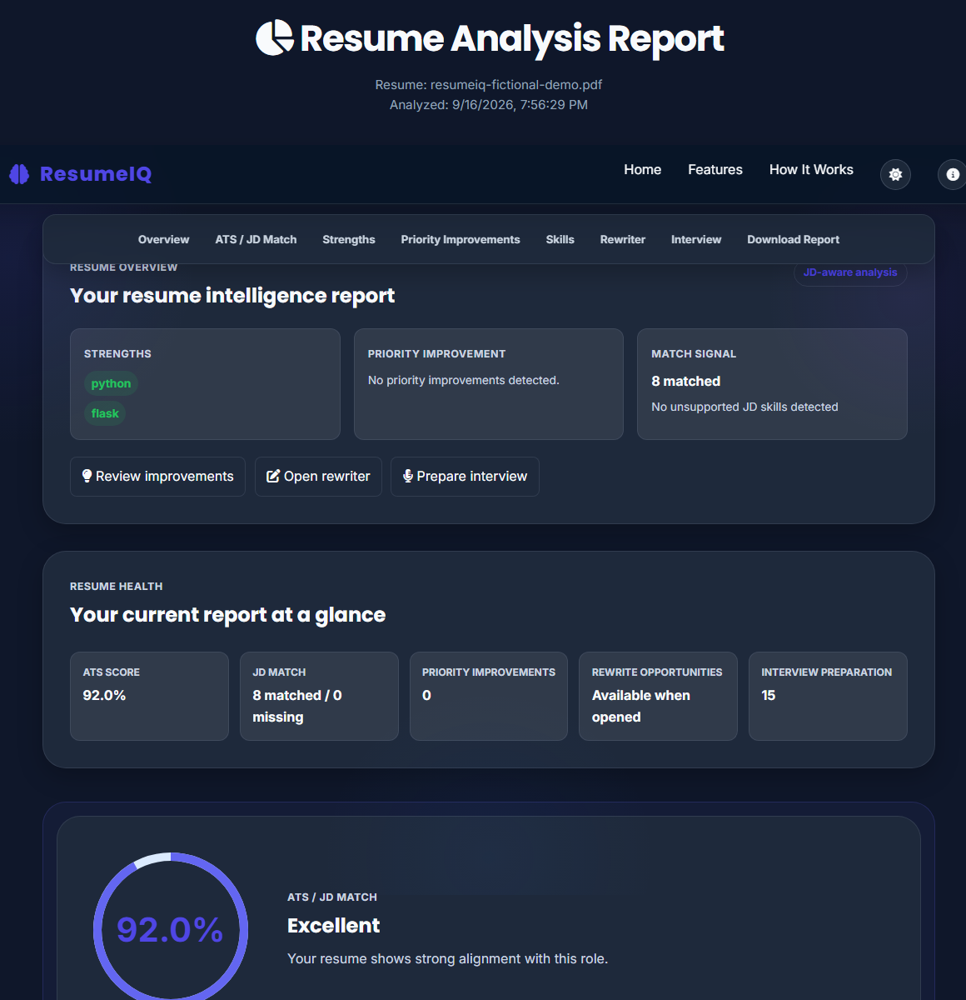 Resume Analysis Report
Resume: resumeiq-fictional-demo.pdf
Analyzed: 9/16/2026, 7:56:29 PM
ResumeIQ
Home
Features
How It Works
Overview
ATS / JD Match
Strengths
Priority Improvements
Skills
Rewriter
Interview
Download Report
RESUME OVERVIEW
JD-aware analysis
Your resume intelligence report
STRENGTHS
python
flask
PRIORITY IMPROVEMENT
No priority improvements detected.
MATCH SIGNAL
8 matched
No unsupported JD skills detected
Review improvements
Open rewriter
Prepare interview
RESUME HEALTH
Your current report at a glance
ATS SCORE
92.0%
JD MATCH
8 matched / 0
missing
PRIORITY IMPROVEMENTS
0
REWRITE OPPORTUNITIES
Available when
opened
INTERVIEW PREPARATION
15
92.0%
ATS / JD MATCH
Excellent
Your resume shows strong alignment with this role.